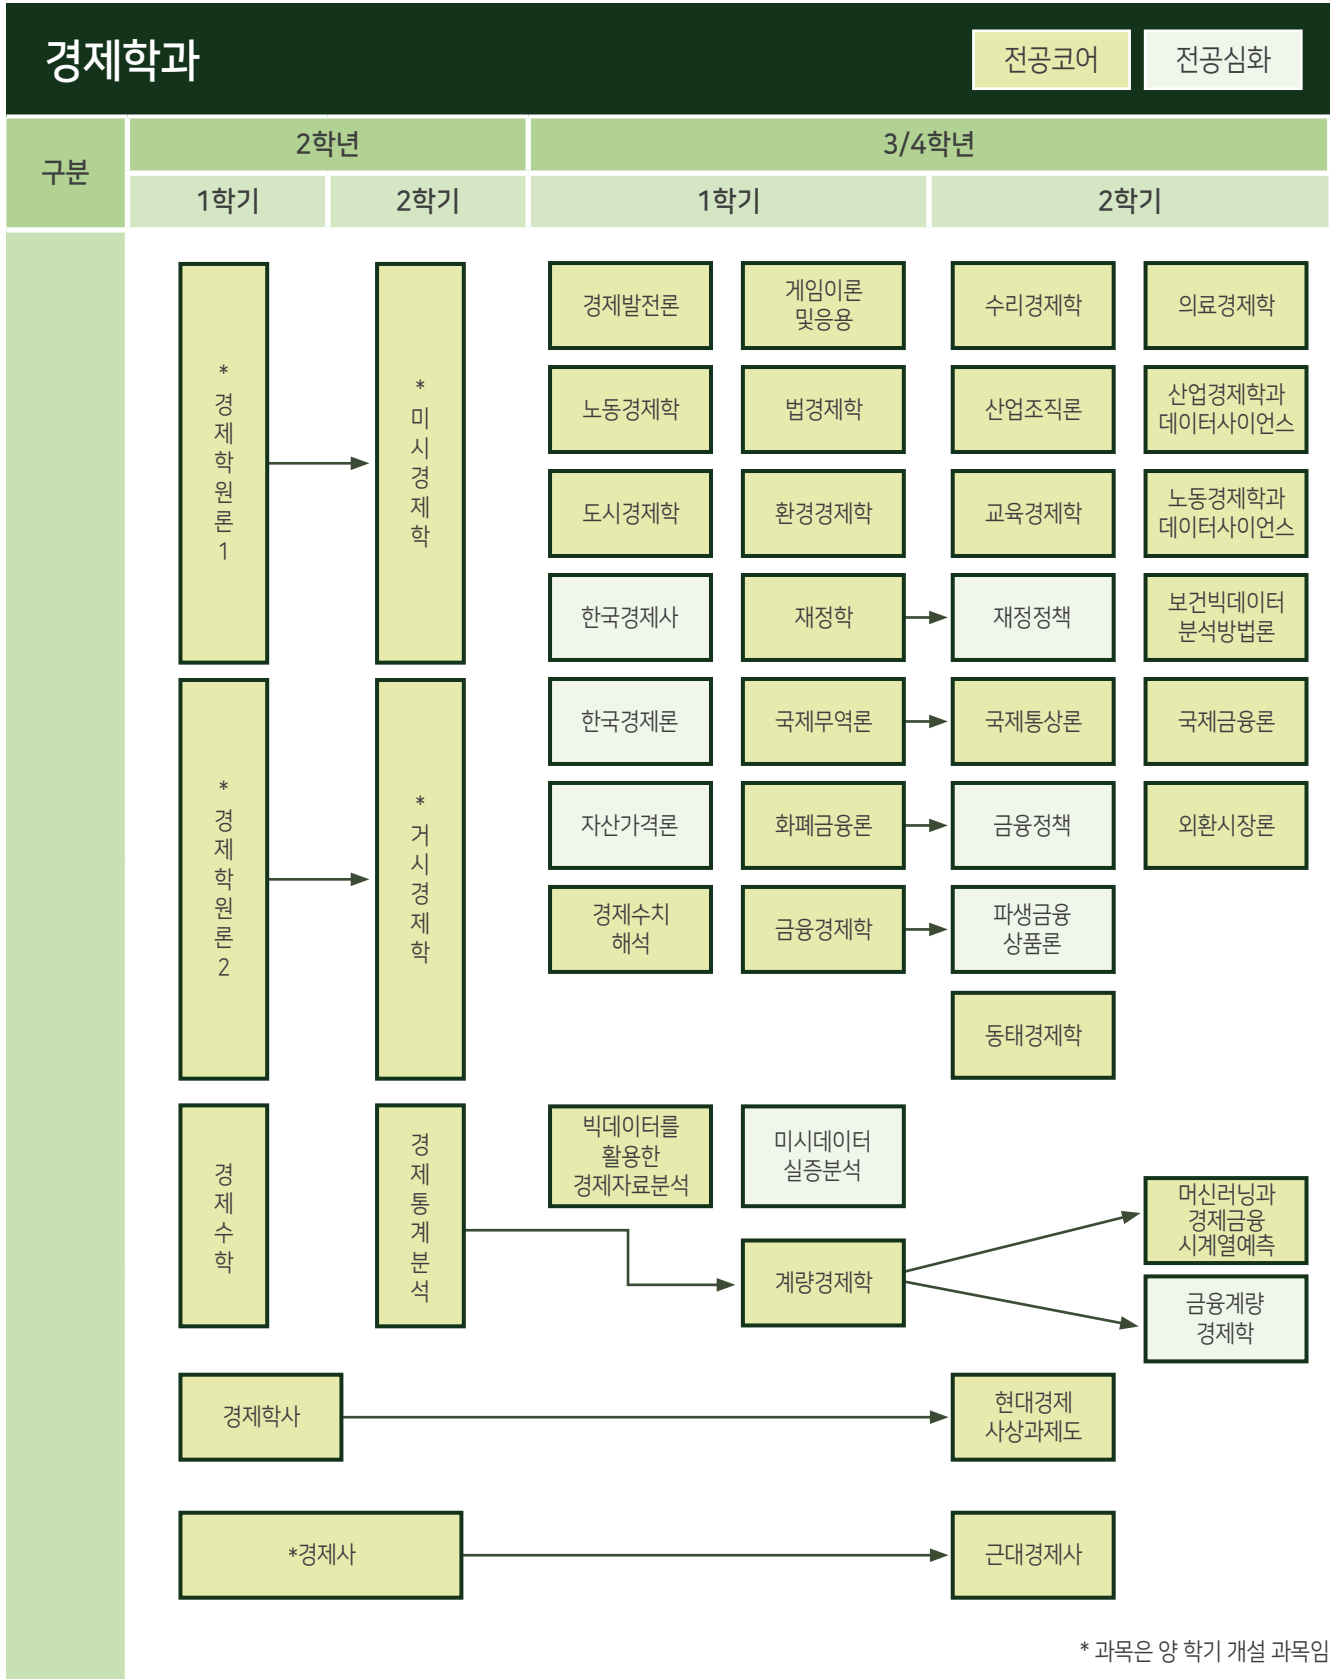 경제학과
전공코어
전공심화
구분
2학년
3/4학년
1학기
2학기
1학기
2학기
*
경
제
학
원
론
1
*
미
시
경
제
학
경제발전론
게임이론
및응용
수리경제학
의료경제학
노동경제학
법경제학
산업조직론
산업경제학과
데이터사이언스
도시경제학
환경경제학
교육경제학
노동경제학과
데이터사이언스
한국경제사
재정학
재정정책
보건빅데이터
분석방법론
*
경
제
학
원
론
2
*
거
시
경
제
학
한국경제론
국제무역론
국제통상론
국제금융론
자산가격론
화폐금융론
금융정책
외환시장론
경제수치
해석
금융경제학
파생금융
상품론
동태경제학
경
제
수
학
경
제
통
계
분
석
빅데이터를
활용한
경제자료분석
미시데이터
실증분석
계량경제학
머신러닝과
경제금융
시계열예측
금융계량
경제학
경제학사
현대경제
사상과제도
*경제사
근대경제사
* 과목은 양 학기 개설 과목임